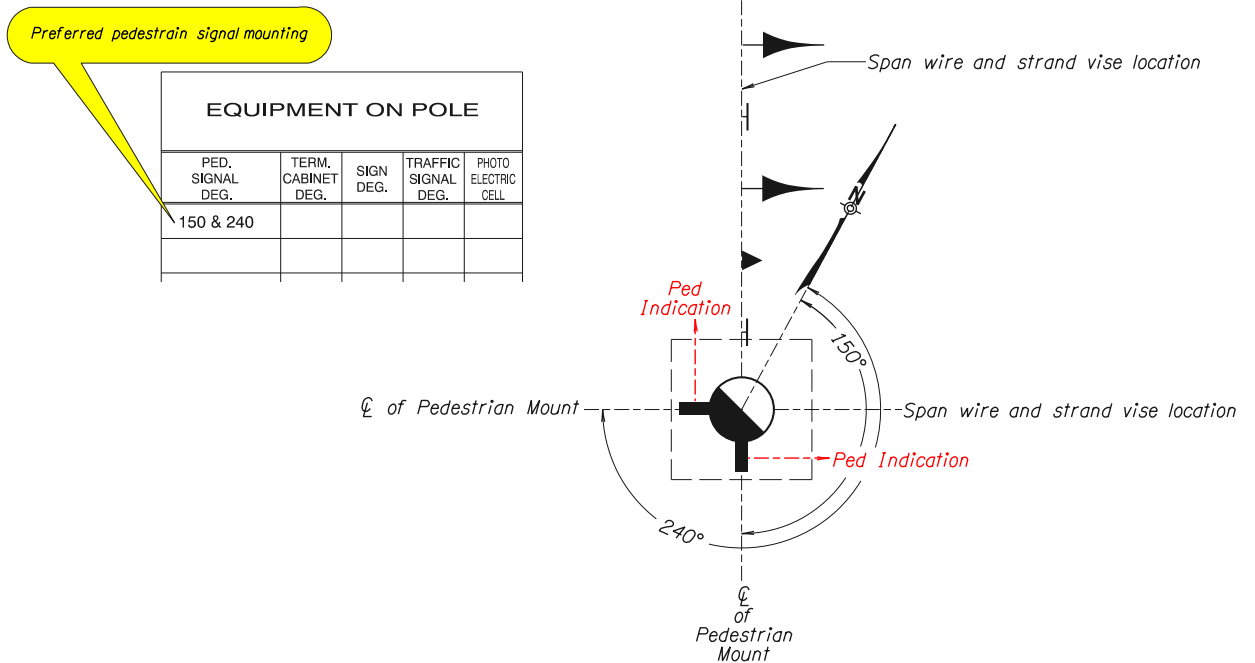 Preferred pedestrain signal mounting
EQUIPMENT ON POLE
PED.
SIGNAL
DEG.
TERM.
CABINET
DEG.
SIGN
DEG.
TRAFFIC
SIGNAL
DEG.
PHOTO
ELECTRIC
CELL
150 & 240
Span wire and strand vise location
N
Ped
Indication
150°
℄ of Pedestrian Mount
Span wire and strand vise location
Ped Indication
240°
℄
of
Pedestrian
Mount